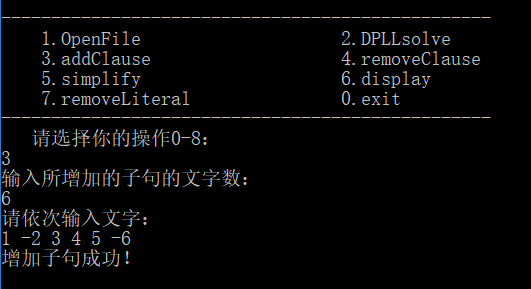 1.OpenFile 2.DPLLsolve
3.addClause 4.removeClause
5.simplify 6.display
7.removeLiteral 0.exit
请选择你的操作0-8:
3
输入所增加的子句的文字数:
6
请依次输入文字:
1 -2 3 4 5 -6
增加子句成功!